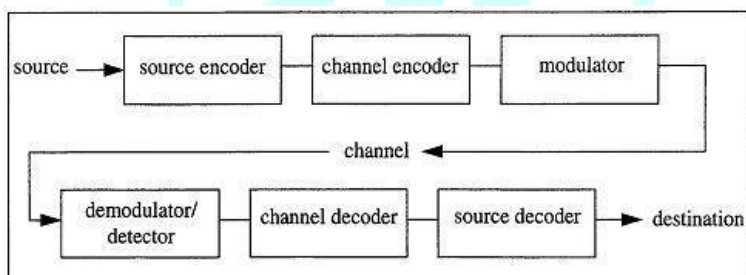 source
source encoder
channel encoder
modulator
channel
demodulator/
detector
channel decoder
source decoder
destination